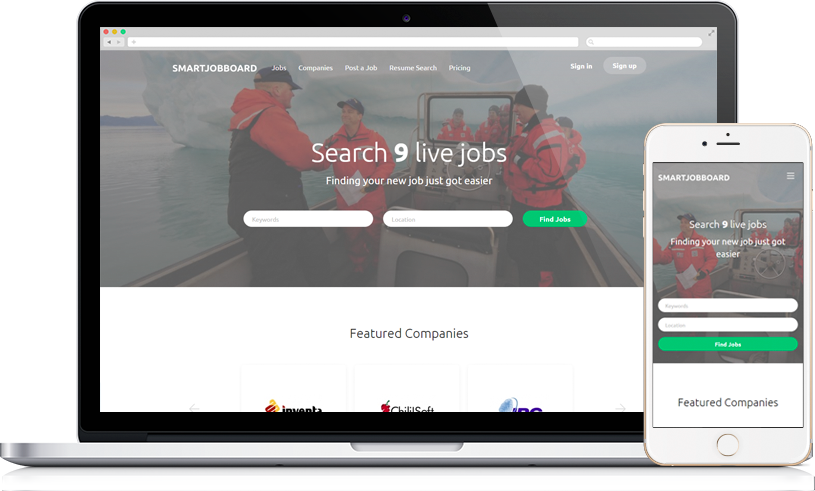 SMARTJOBBOARD Jobs Companies Post a Job Resume Search Pricing Sign in Sign up
Search 9 live jobs
Finding your new job just got easier
Keywords Location Find Jobs
Featured Companies
inventa ChiliSoft
SMARTJOBBOARD
Search 9 live jobs
Finding your new job just got
easier
Keywords
Location
Find Jobs
Featured Companies